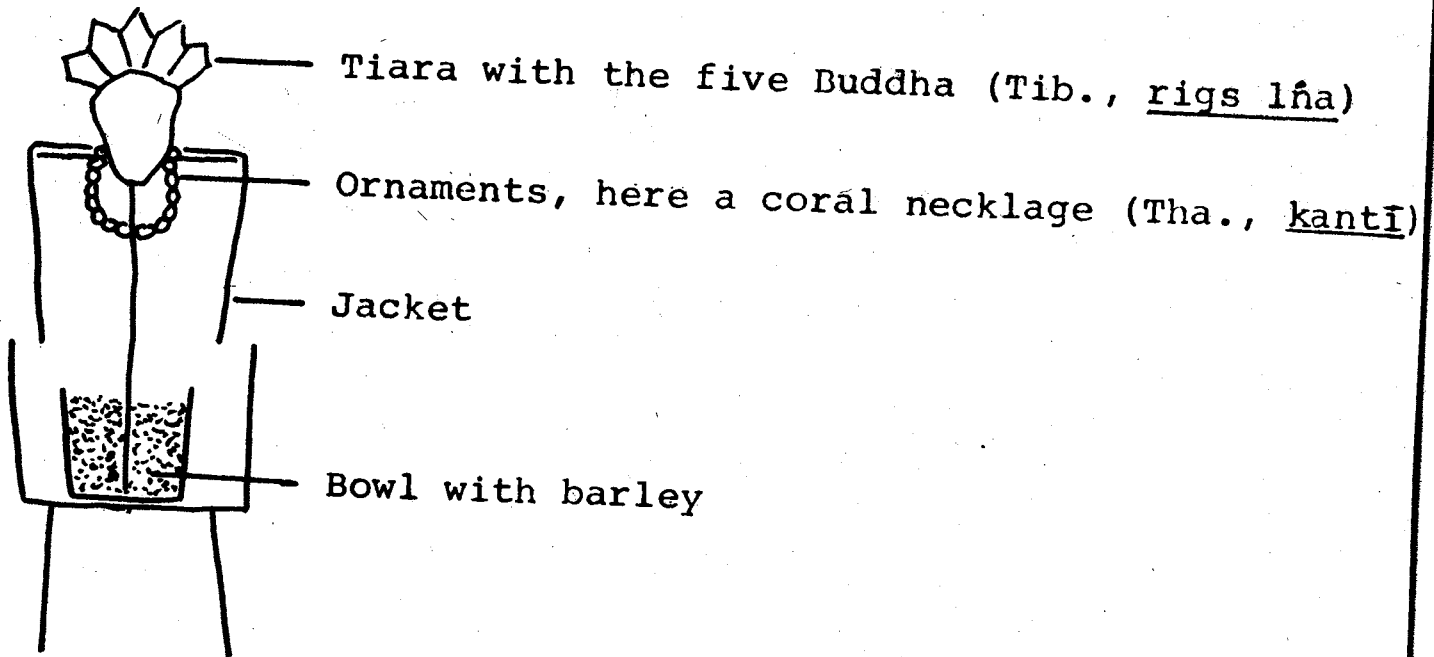 Tiara with the five Buddha (Tib., rigs lṅa)
Ornaments, here a coral necklage (Tha., kantī)
Jacket
Bowl with barley